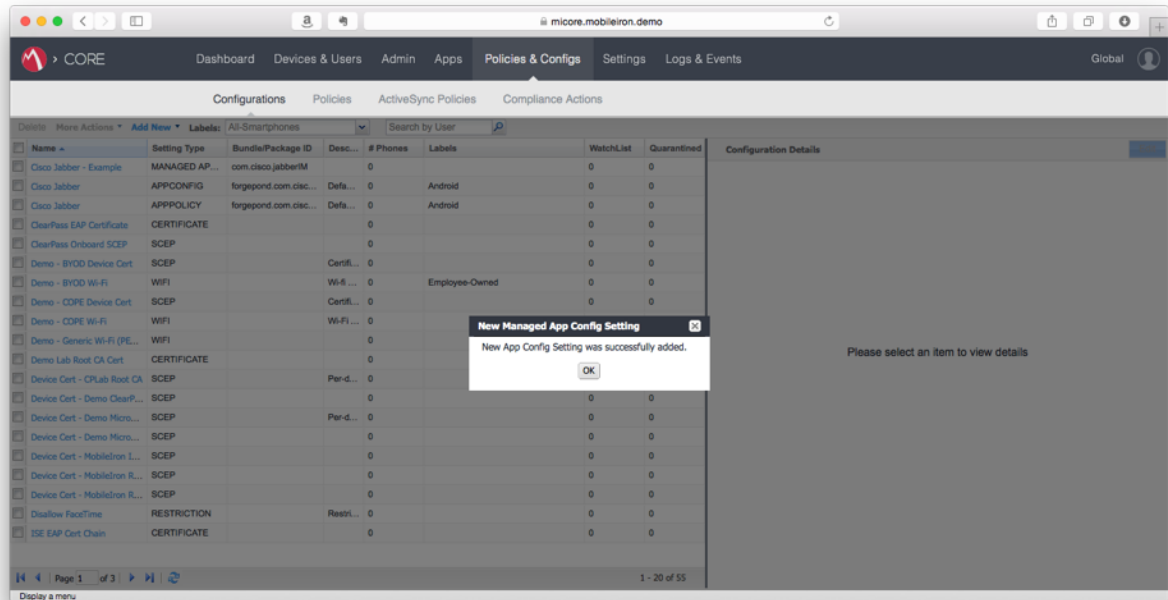 micore.mobileiron.demo
CORE Dashboard Devices & Users Admin Apps Policies & Configs Settings Logs & Events Global
Configurations Policies ActiveSync Policies Compliance Actions
Delete More Actions Add New Labels: All-Smartphones Search by User
Name Setting Type Bundle/Package ID Desc... # Phones Labels WatchList Quarantined Configuration Details
Cisco Jabber - Example MANAGED AP... com.cisco.jabberIM 0 0 0
Cisco Jabber APPCONFIG forgepond.com.cisc... Defa... 0 Android 0 0
Cisco Jabber APPPOLICY forgepond.com.cisc... Defa... 0 Android 0 0
ClearPass EAP Certificate CERTIFICATE 0 0 0
ClearPass Onboard SCEP SCEP 0 0 0
Demo - BYOD Device Cert SCEP Certifi... 0 0 0
Demo - BYOD Wi-Fi WIFI Wi-fi ... 0 Employee-Owned 0 0
Demo - COPE Device Cert SCEP Certifi... 0 0 0
Demo - COPE Wi-Fi WIFI Wi-Fi ... 0
Demo - Generic Wi-Fi (PE... WIFI 0
Demo Lab Root CA Cert CERTIFICATE 0
Device Cert - CPLab Root CA SCEP Per-d... 0
Device Cert - Demo ClearP... SCEP 0 0 0
Device Cert - Demo Micro... SCEP Per-d... 0 0 0
Device Cert - Demo Micro... SCEP 0 0 0
Device Cert - MobileIron I... SCEP 0 0 0
Device Cert - MobileIron R... SCEP 0 0 0
Device Cert - MobileIron R... SCEP 0 0 0
Disallow FaceTime RESTRICTION Restri... 0 0 0
ISE EAP Cert Chain CERTIFICATE 0 0 0
New Managed App Config Setting
New App Config Setting was successfully added.
OK
Please select an item to view details
Page 1 of 3 1 - 20 of 55
Display a menu